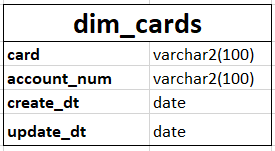 dim_cards
card varchar2(100)
account_num varchar2(100)
create_dt date
update_dt date